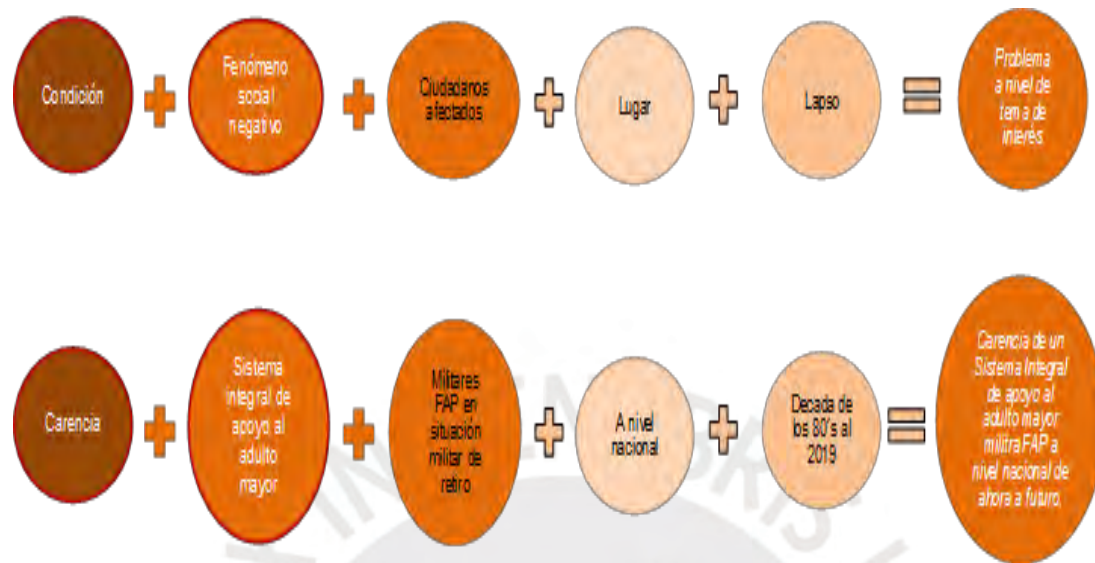 Condición
Fenómeno
social
negativo
Ciudadanos
afectados
Lugar
Lapso
Problema
a nivel de
tema de
interés.
Carencia
Sistema
integral de
apoyo al
adulto
mayor
Militares
FAP en
situación
militar de
retiro
A nivel
nacional
Decada de
los 80's al
2019
Carencia de un
Sistema Integral
de apoyo al
adulto mayor
militra FAP a
nivel nacional de
ahora a futuro,